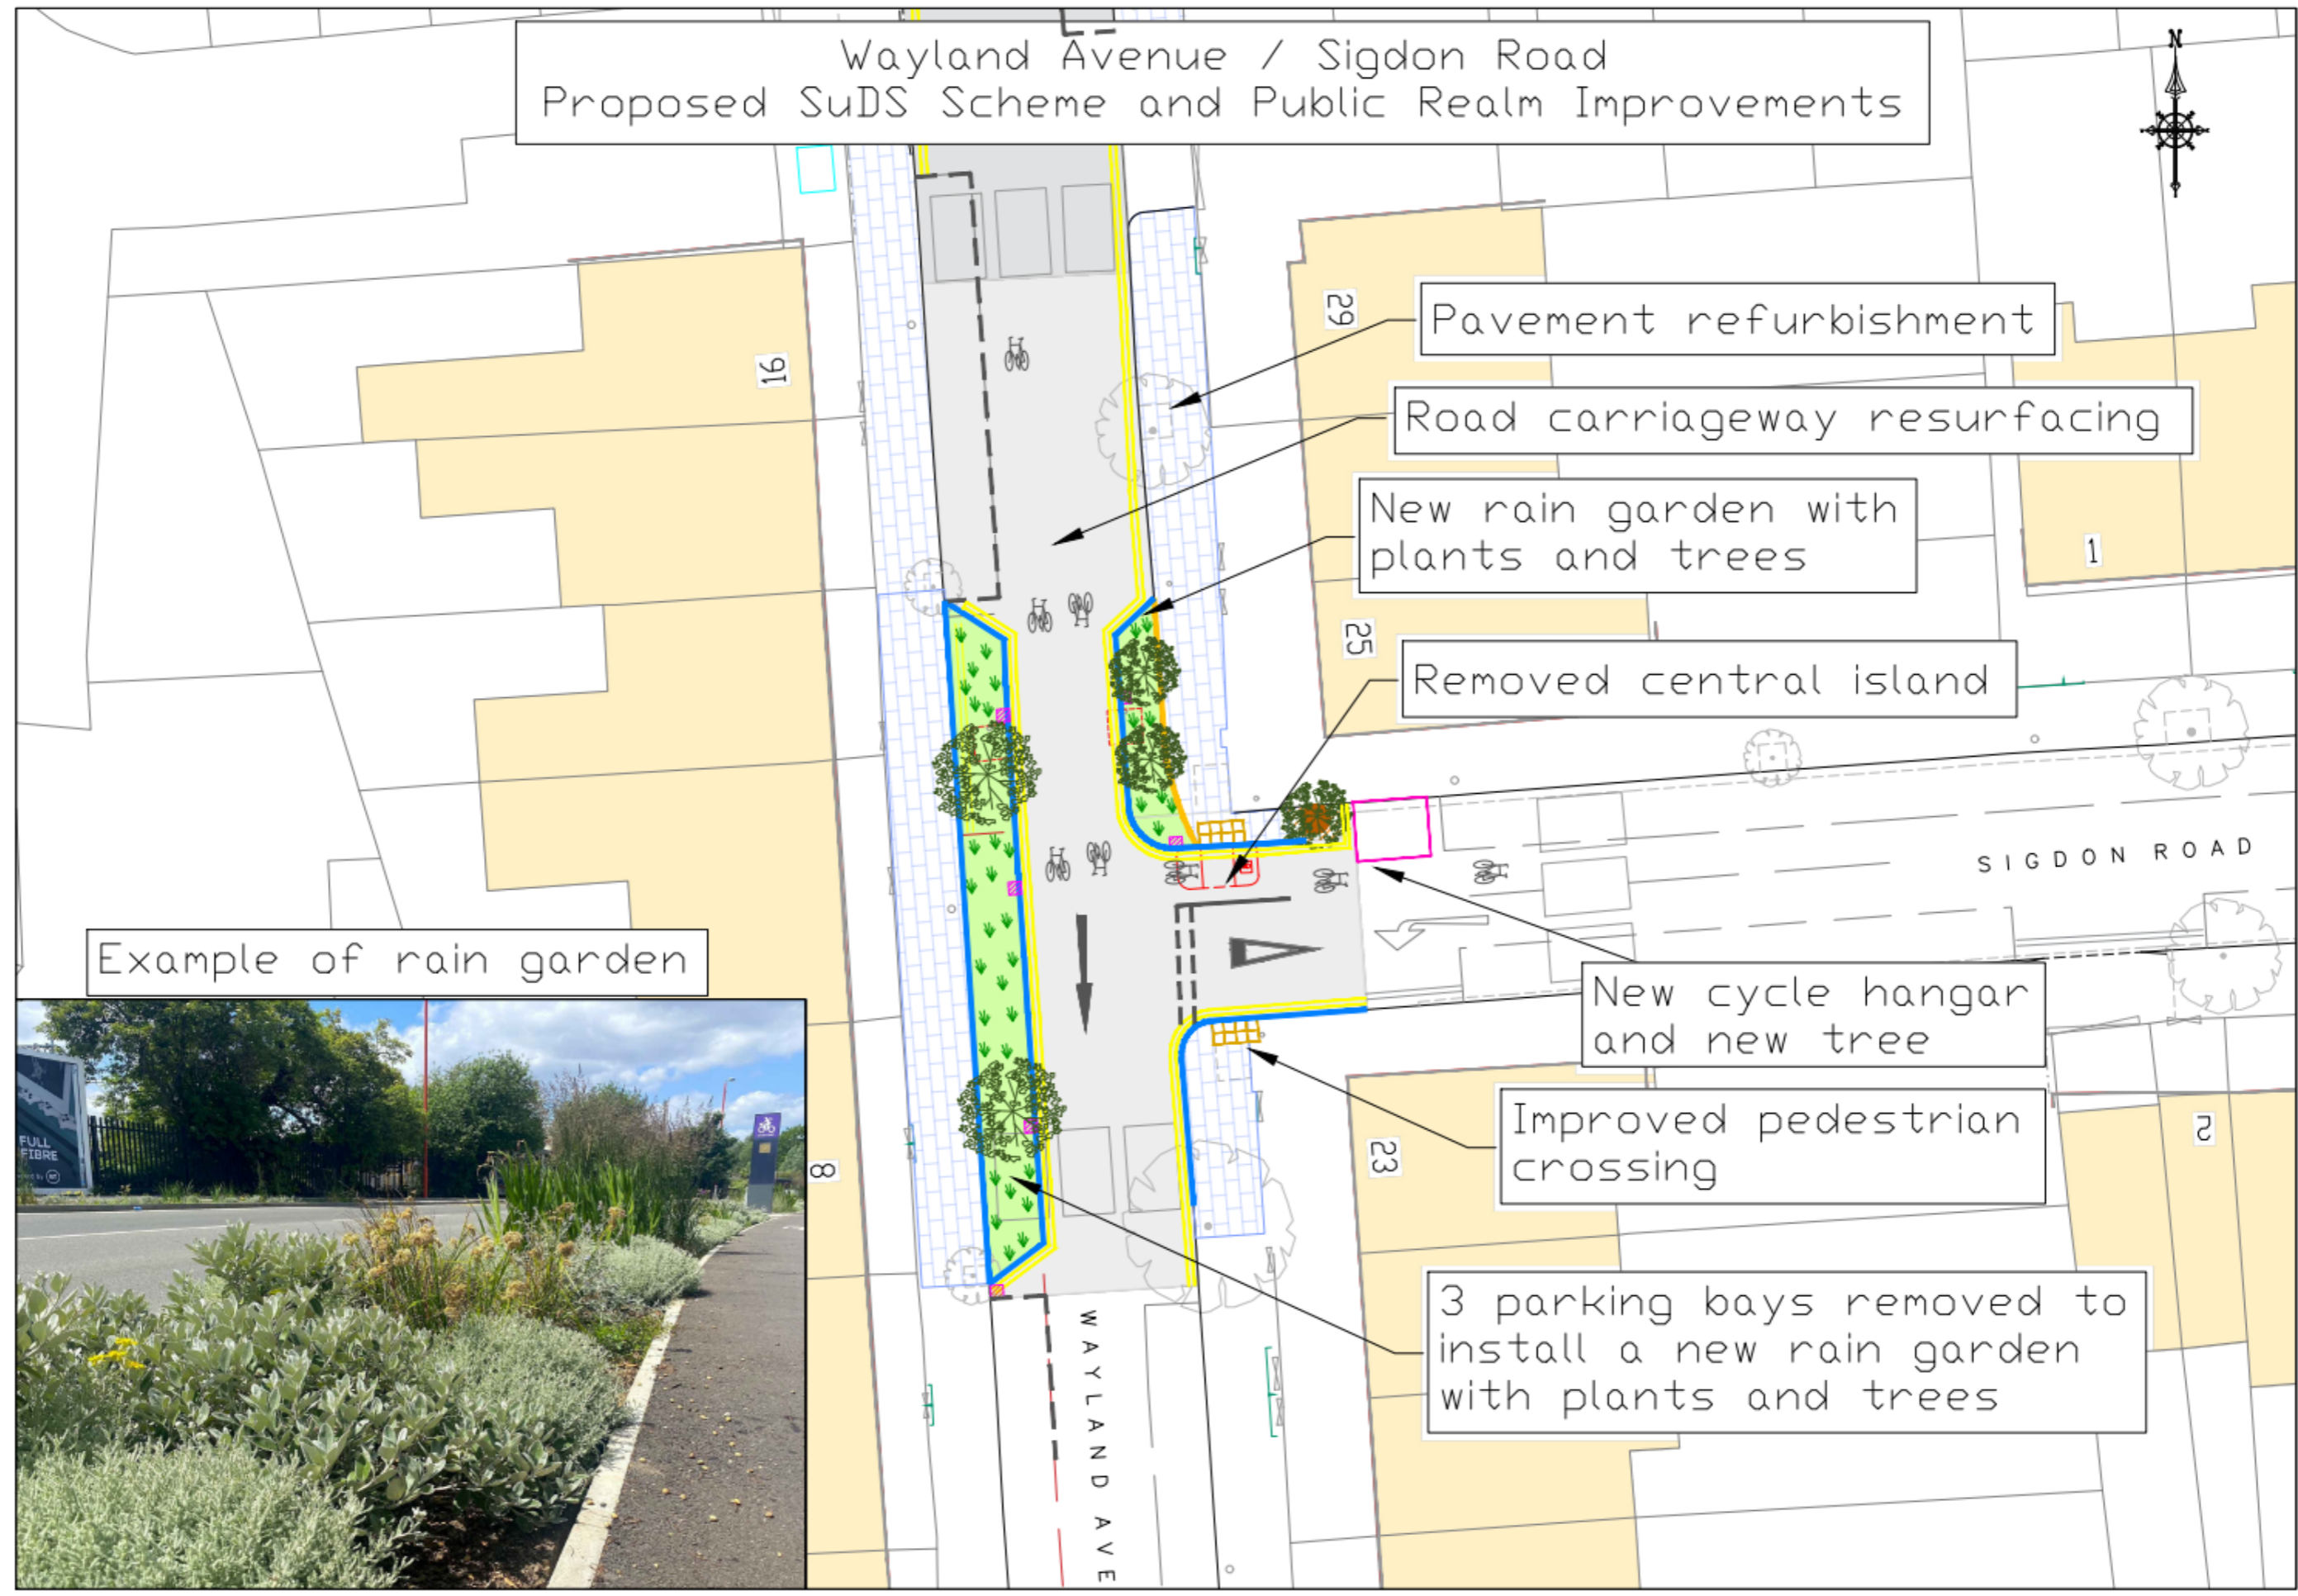 Wayland Avenue / Sigdon Road
Proposed SuDS Scheme and Public Realm Improvements
N
Pavement refurbishment
Road carriageway resurfacing
New rain garden with
plants and trees
Removed central island
New cycle hangar
and new tree
Improved pedestrian
crossing
3 parking bays removed to
install a new rain garden
with plants and trees
Example of rain garden
SIGDON ROAD
WAYLAND AVE
16
8
29
25
23
1
2
FULL
FIBRE